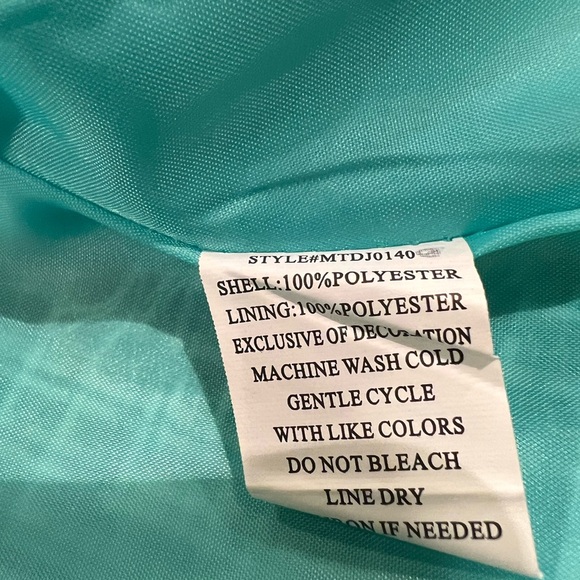 STYLE#MTDJ0140
SHELL:100%POLYESTER
LINING:100%POLYESTER
EXCLUSIVE OF DECORATION
MACHINE WASH COLD
GENTLE CYCLE
WITH LIKE COLORS
DO NOT BLEACH
LINE DRY
IRON IF NEEDED